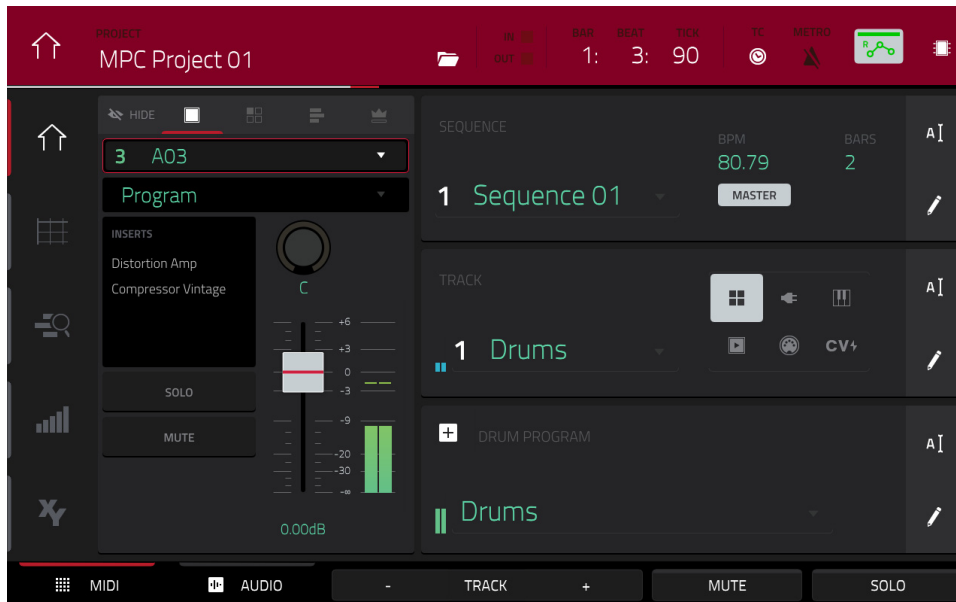 PROJECT
MPC Project 01
IN
OUT
BAR BEAT TICK
1: 3: 90
TC
METRO
R
HIDE
3 A03
Program
INSERTS
Distortion Amp
Compressor Vintage
C
+6
+3
0
-3
-9
-20
-30
-∞
SOLO
MUTE
0.00dB
SEQUENCE
1 Sequence 01
BPM
80.79
MASTER
BARS
2
A
TRACK
1 Drums
CV
A
DRUM PROGRAM
Drums
A
XY
MIDI
AUDIO
- TRACK +
MUTE
SOLO